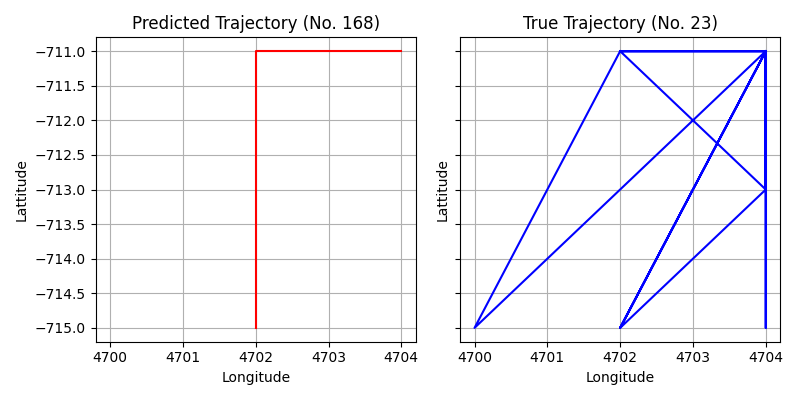 Predicted Trajectory (No. 168)
Lattitude
−711.0
−711.5
−712.0
−712.5
−713.0
−713.5
−714.0
−714.5
−715.0
4700 4701 4702 4703 4704
Longitude
True Trajectory (No. 23)
Lattitude
4700 4701 4702 4703 4704
Longitude